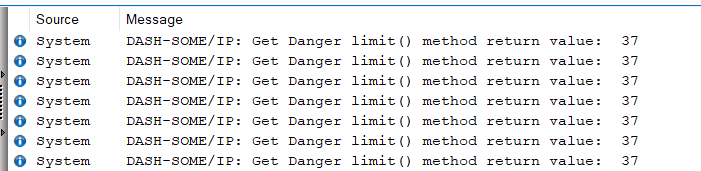 Source Message
System DASH-SOME/IP: Get Danger limit() method return value: 37
System DASH-SOME/IP: Get Danger limit() method return value: 37
System DASH-SOME/IP: Get Danger limit() method return value: 37
System DASH-SOME/IP: Get Danger limit() method return value: 37
System DASH-SOME/IP: Get Danger limit() method return value: 37
System DASH-SOME/IP: Get Danger limit() method return value: 37
System DASH-SOME/IP: Get Danger limit() method return value: 37